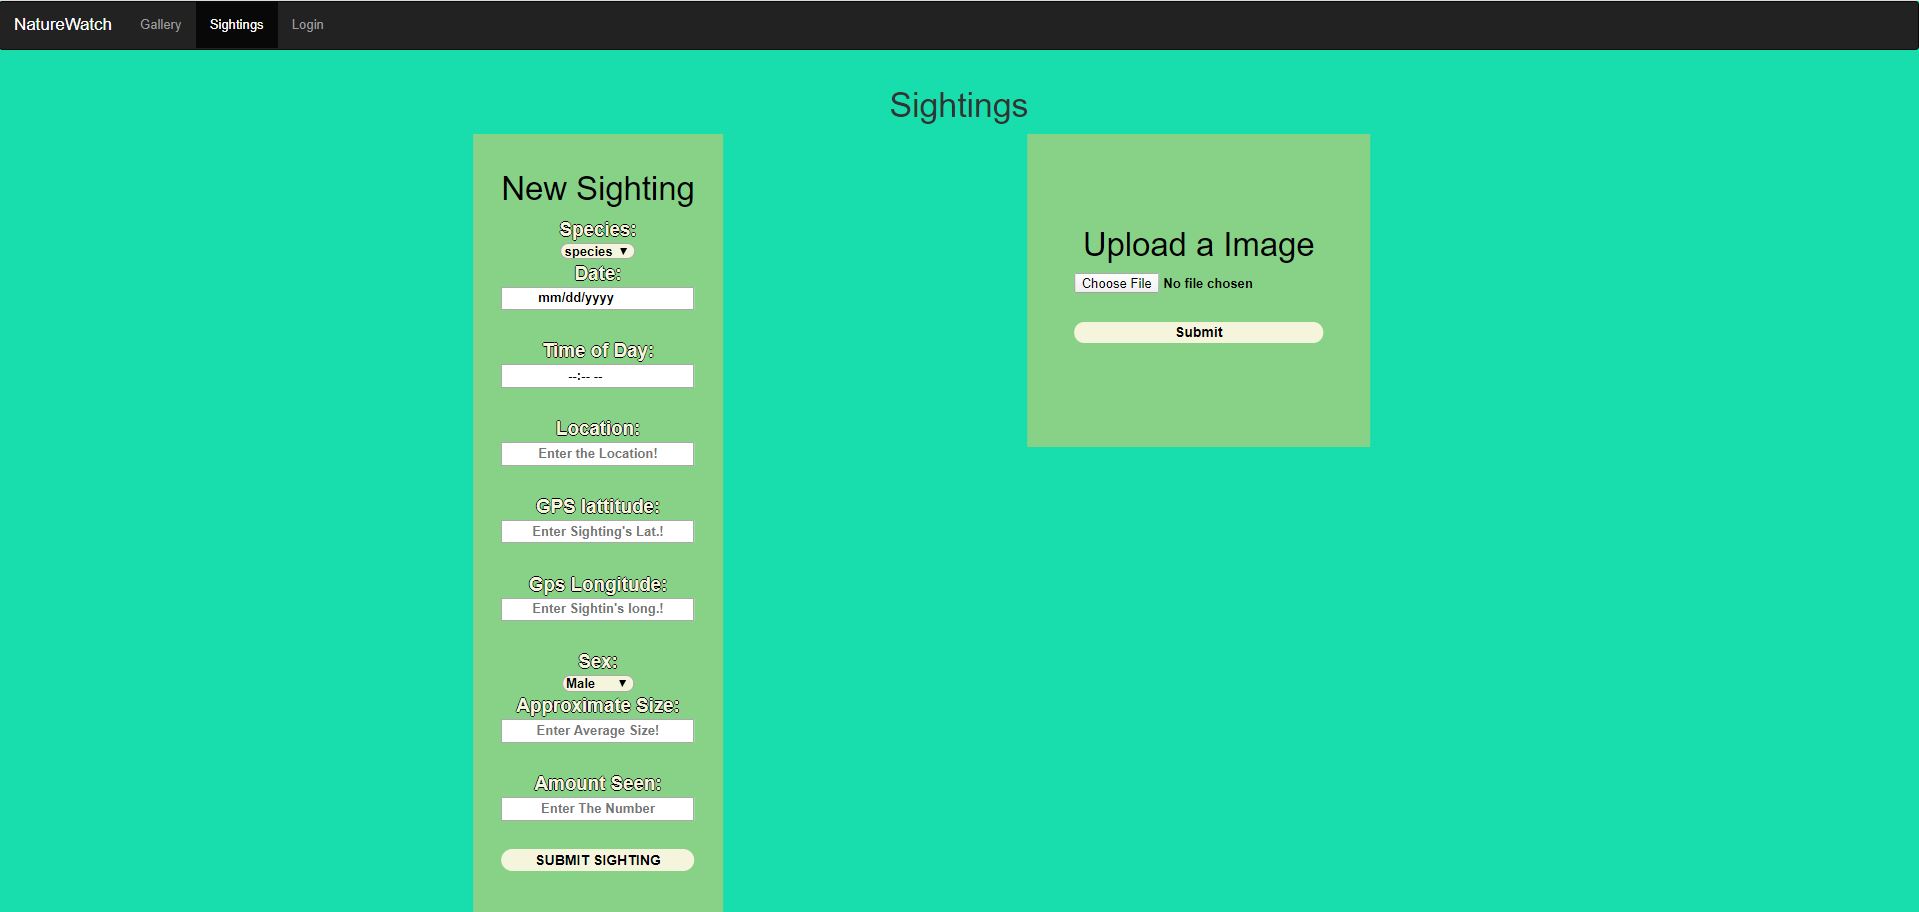 NatureWatch Gallery Sightings Login
Sightings
New Sighting
Species:
species ▼
Date:
mm/dd/yyyy
Time of Day:
--:-- --
Location:
Enter the Location!
GPS lattitude:
Enter Sighting's Lat.!
Gps Longitude:
Enter Sightin's long.!
Sex:
Male ▼
Approximate Size:
Enter Average Size!
Amount Seen:
Enter The Number
SUBMIT SIGHTING
Upload a Image
Choose File No file chosen
Submit